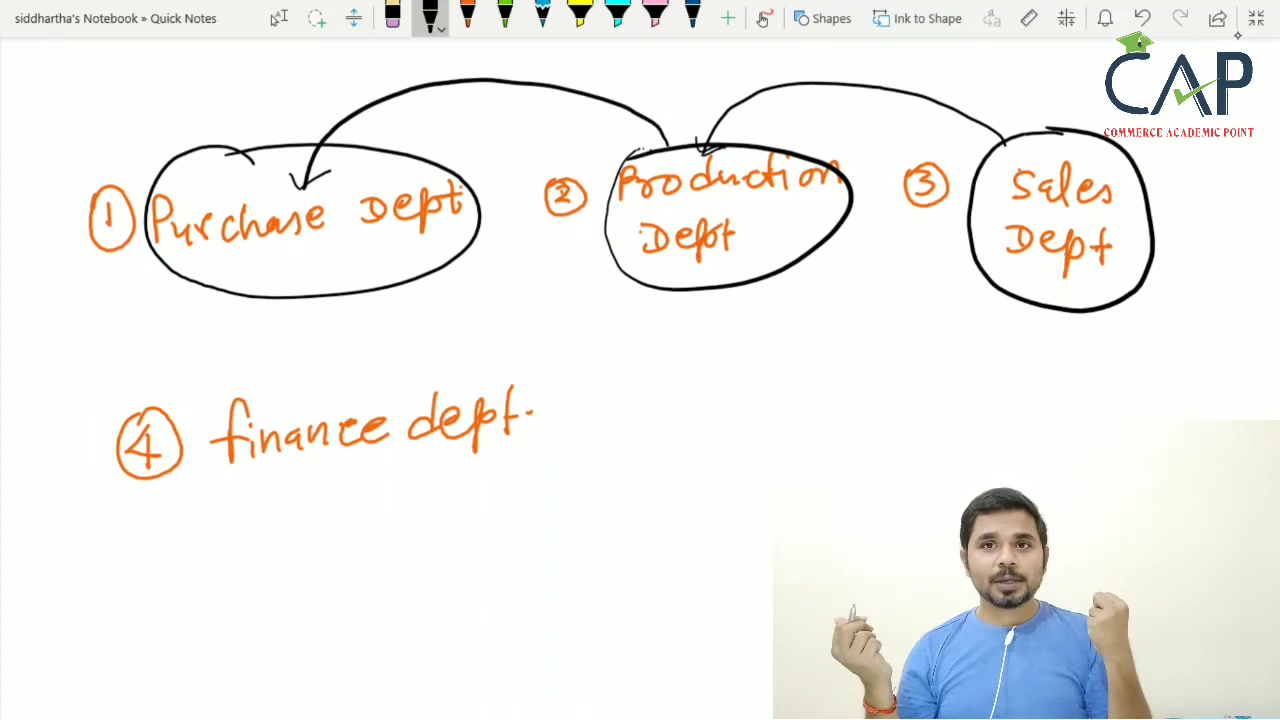 siddhartha's Notebook » Quick Notes
Shapes
Ink to Shape
CAP
COMMERCE ACADEMIC POINT
① Purchase Dept
② Production
Dept
③ Sales
Dept
④ finance dept.